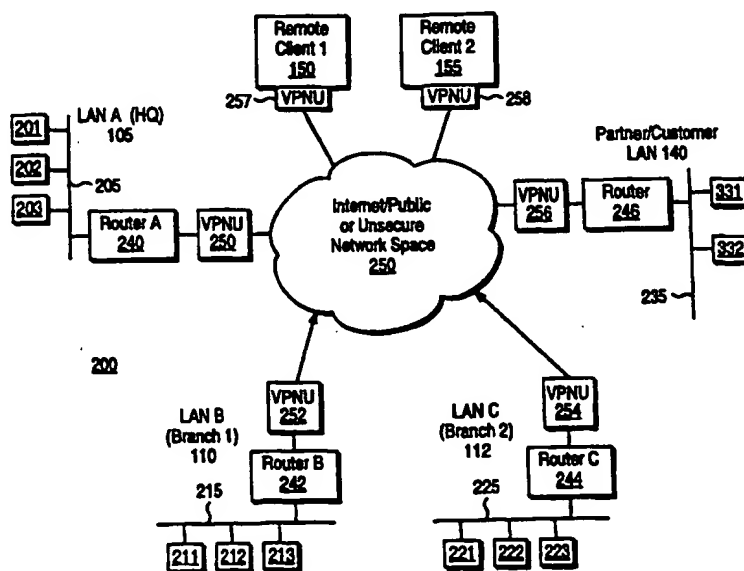 Remote
Client 1
150
VPNU
257
Remote
Client 2
155
VPNU
258
LAN A (HQ)
105
201
202
203
205
Router A
240
VPNU
250
Internet/Public
or Unsecure
Network Space
250
Partner/Customer
LAN 140
VPNU
256
Router
246
331
332
235
200
VPNU
252
LAN B
(Branch 1)
110
Router B
242
215
211
212
213
VPNU
254
LAN C
(Branch 2)
112
Router C
244
225
221
222
223